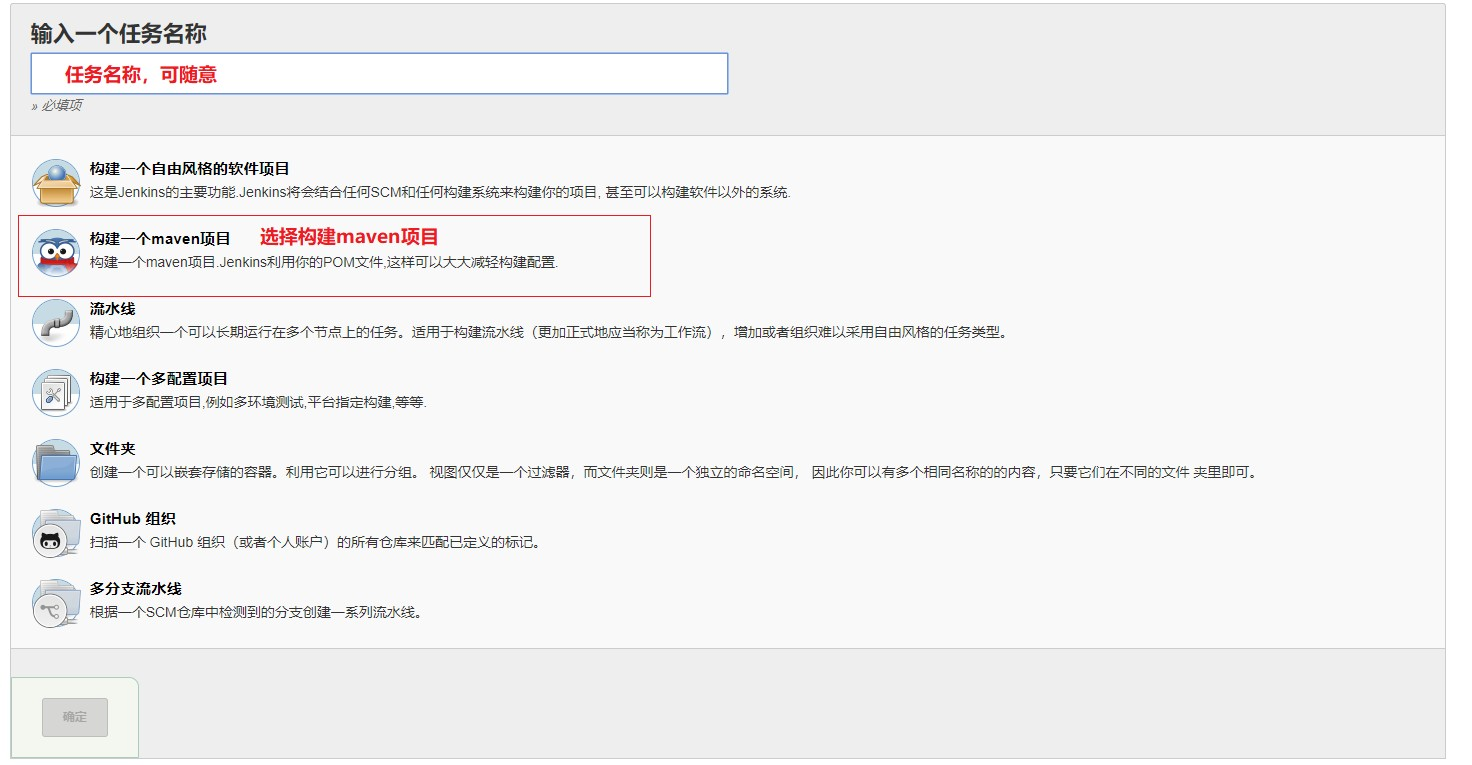 输入一个任务名称
任务名称，可随意
» 必填项
构建一个自由风格的软件项目
这是Jenkins的主要功能.Jenkins将会结合任何SCM和任何构建系统来构建你的项目, 甚至可以构建软件以外的系统.
构建一个maven项目 选择构建maven项目
构建一个maven项目.Jenkins利用你的POM文件,这样可以大大减轻构建配置.
流水线
精心地组织一个可以长期运行在多个节点上的任务。适用于构建流水线（更加正式地应当称为工作流），增加或者组织难以采用自由风格的任务类型。
构建一个多配置项目
适用于多配置项目,例如多环境测试,平台指定构建,等等.
文件夹
创建一个可以嵌套存储的容器。利用它可以进行分组。 视图仅仅是一个过滤器，而文件夹则是一个独立的命名空间， 因此你可以有多个相同名称的的内容，只要它们在不同的文件 夹里即可。
GitHub 组织
扫描一个 GitHub 组织（或者个人账户）的所有仓库来匹配已定义的标记。
多分支流水线
根据一个SCM仓库中检测到的分支创建一系列流水线。
确定